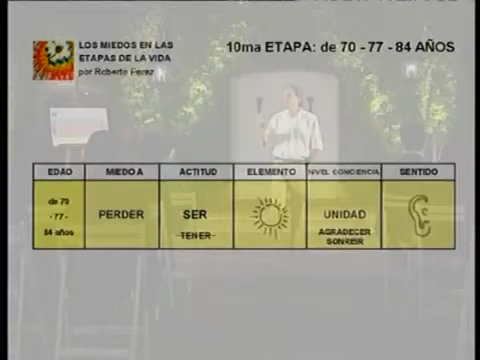 LOS MIEDOS EN LAS
ETAPAS DE LA VIDA
por Roberto Pérez
10ma ETAPA: de 70 - 77 - 84 AÑOS
EDAD MIEDO A ACTITUD ELEMENTO NIVEL CONCIENCIA SENTIDO
de 70
- 77 -
84 años
PERDER
SER
TENER
UNIDAD
AGRADECER
SONREIR